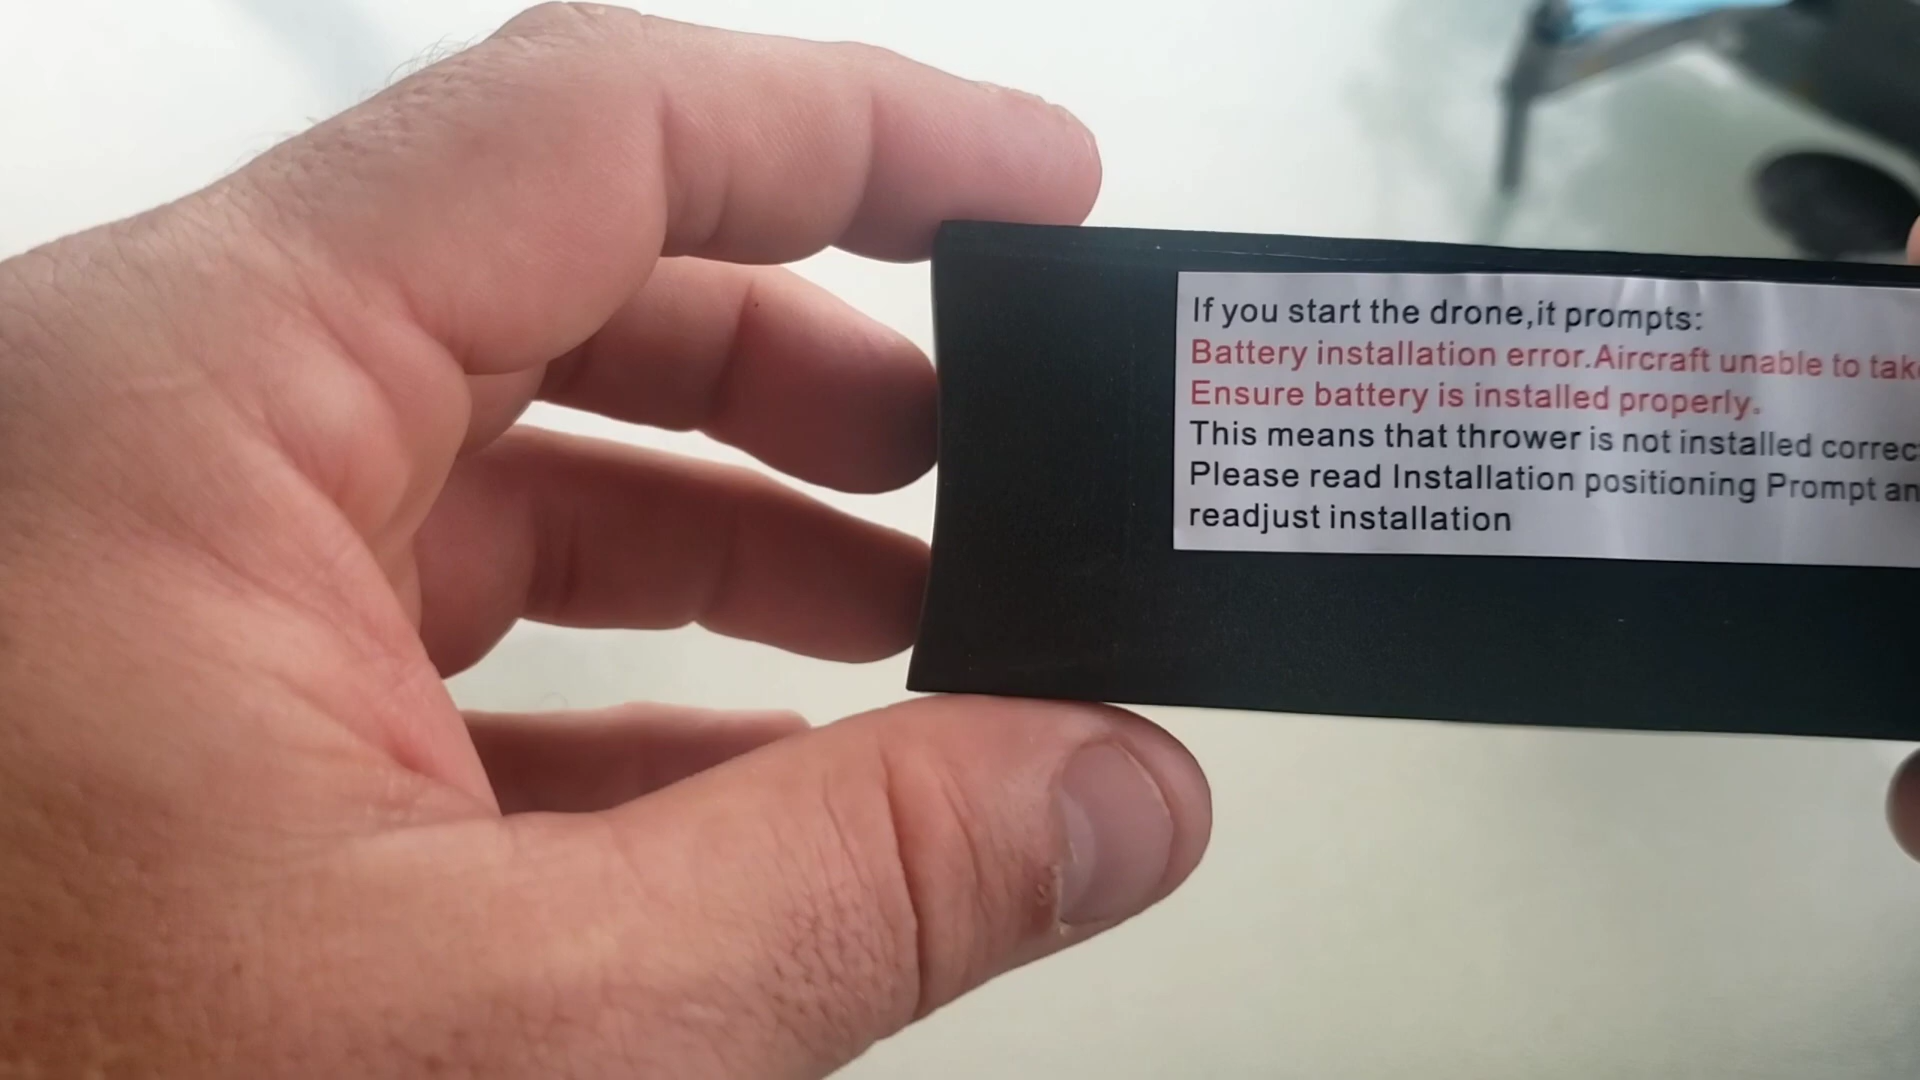 If you start the drone,it prompts:
Battery installation error.Aircraft unable to
Ensure battery is installed properly.
This means that thrower is not installed
Please read Installation positioning Prompt
readjust installation